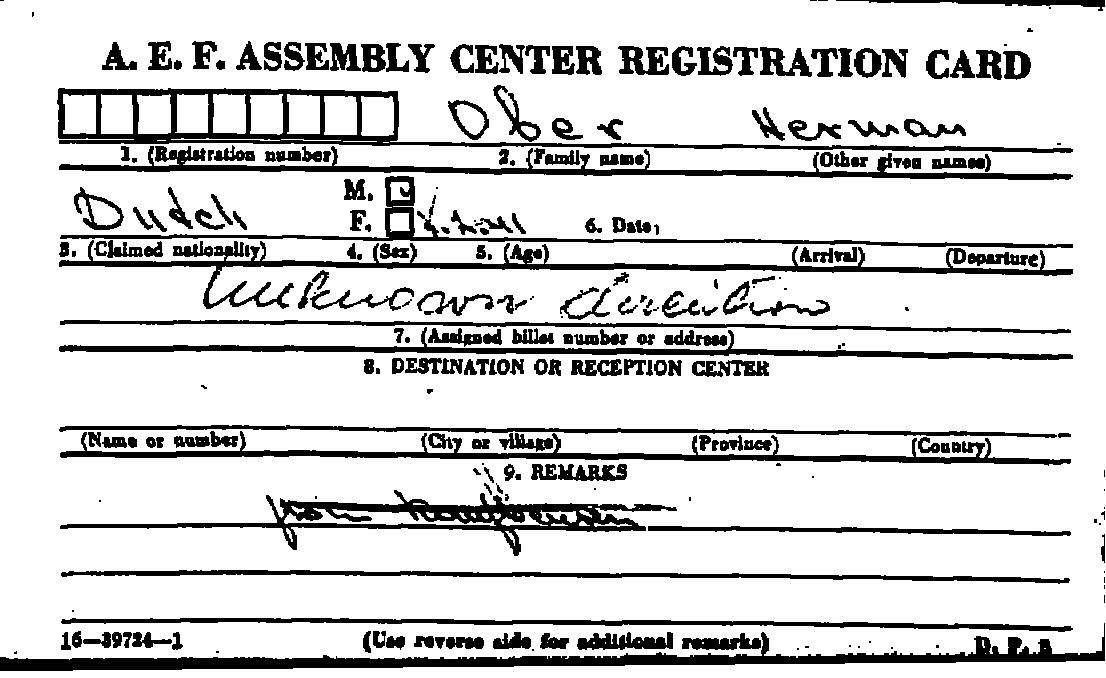 A. E. F. ASSEMBLY CENTER REGISTRATION CARD
Ober Herman
1. (Registration number) 2. (Family name) (Other given names)
M.
Dutch F. 6. Date,
3. (Claimed nationality) 4. (Sex) 5. (Age) (Arrival) (Departure)
unknown direction
7. (Assigned billet number or address)
8. DESTINATION OR RECEPTION CENTER
(Name or number) (City or village) (Province) (Country)
9. REMARKS
16—39724—1 (Use reverse side for additional remarks) D. P. 2